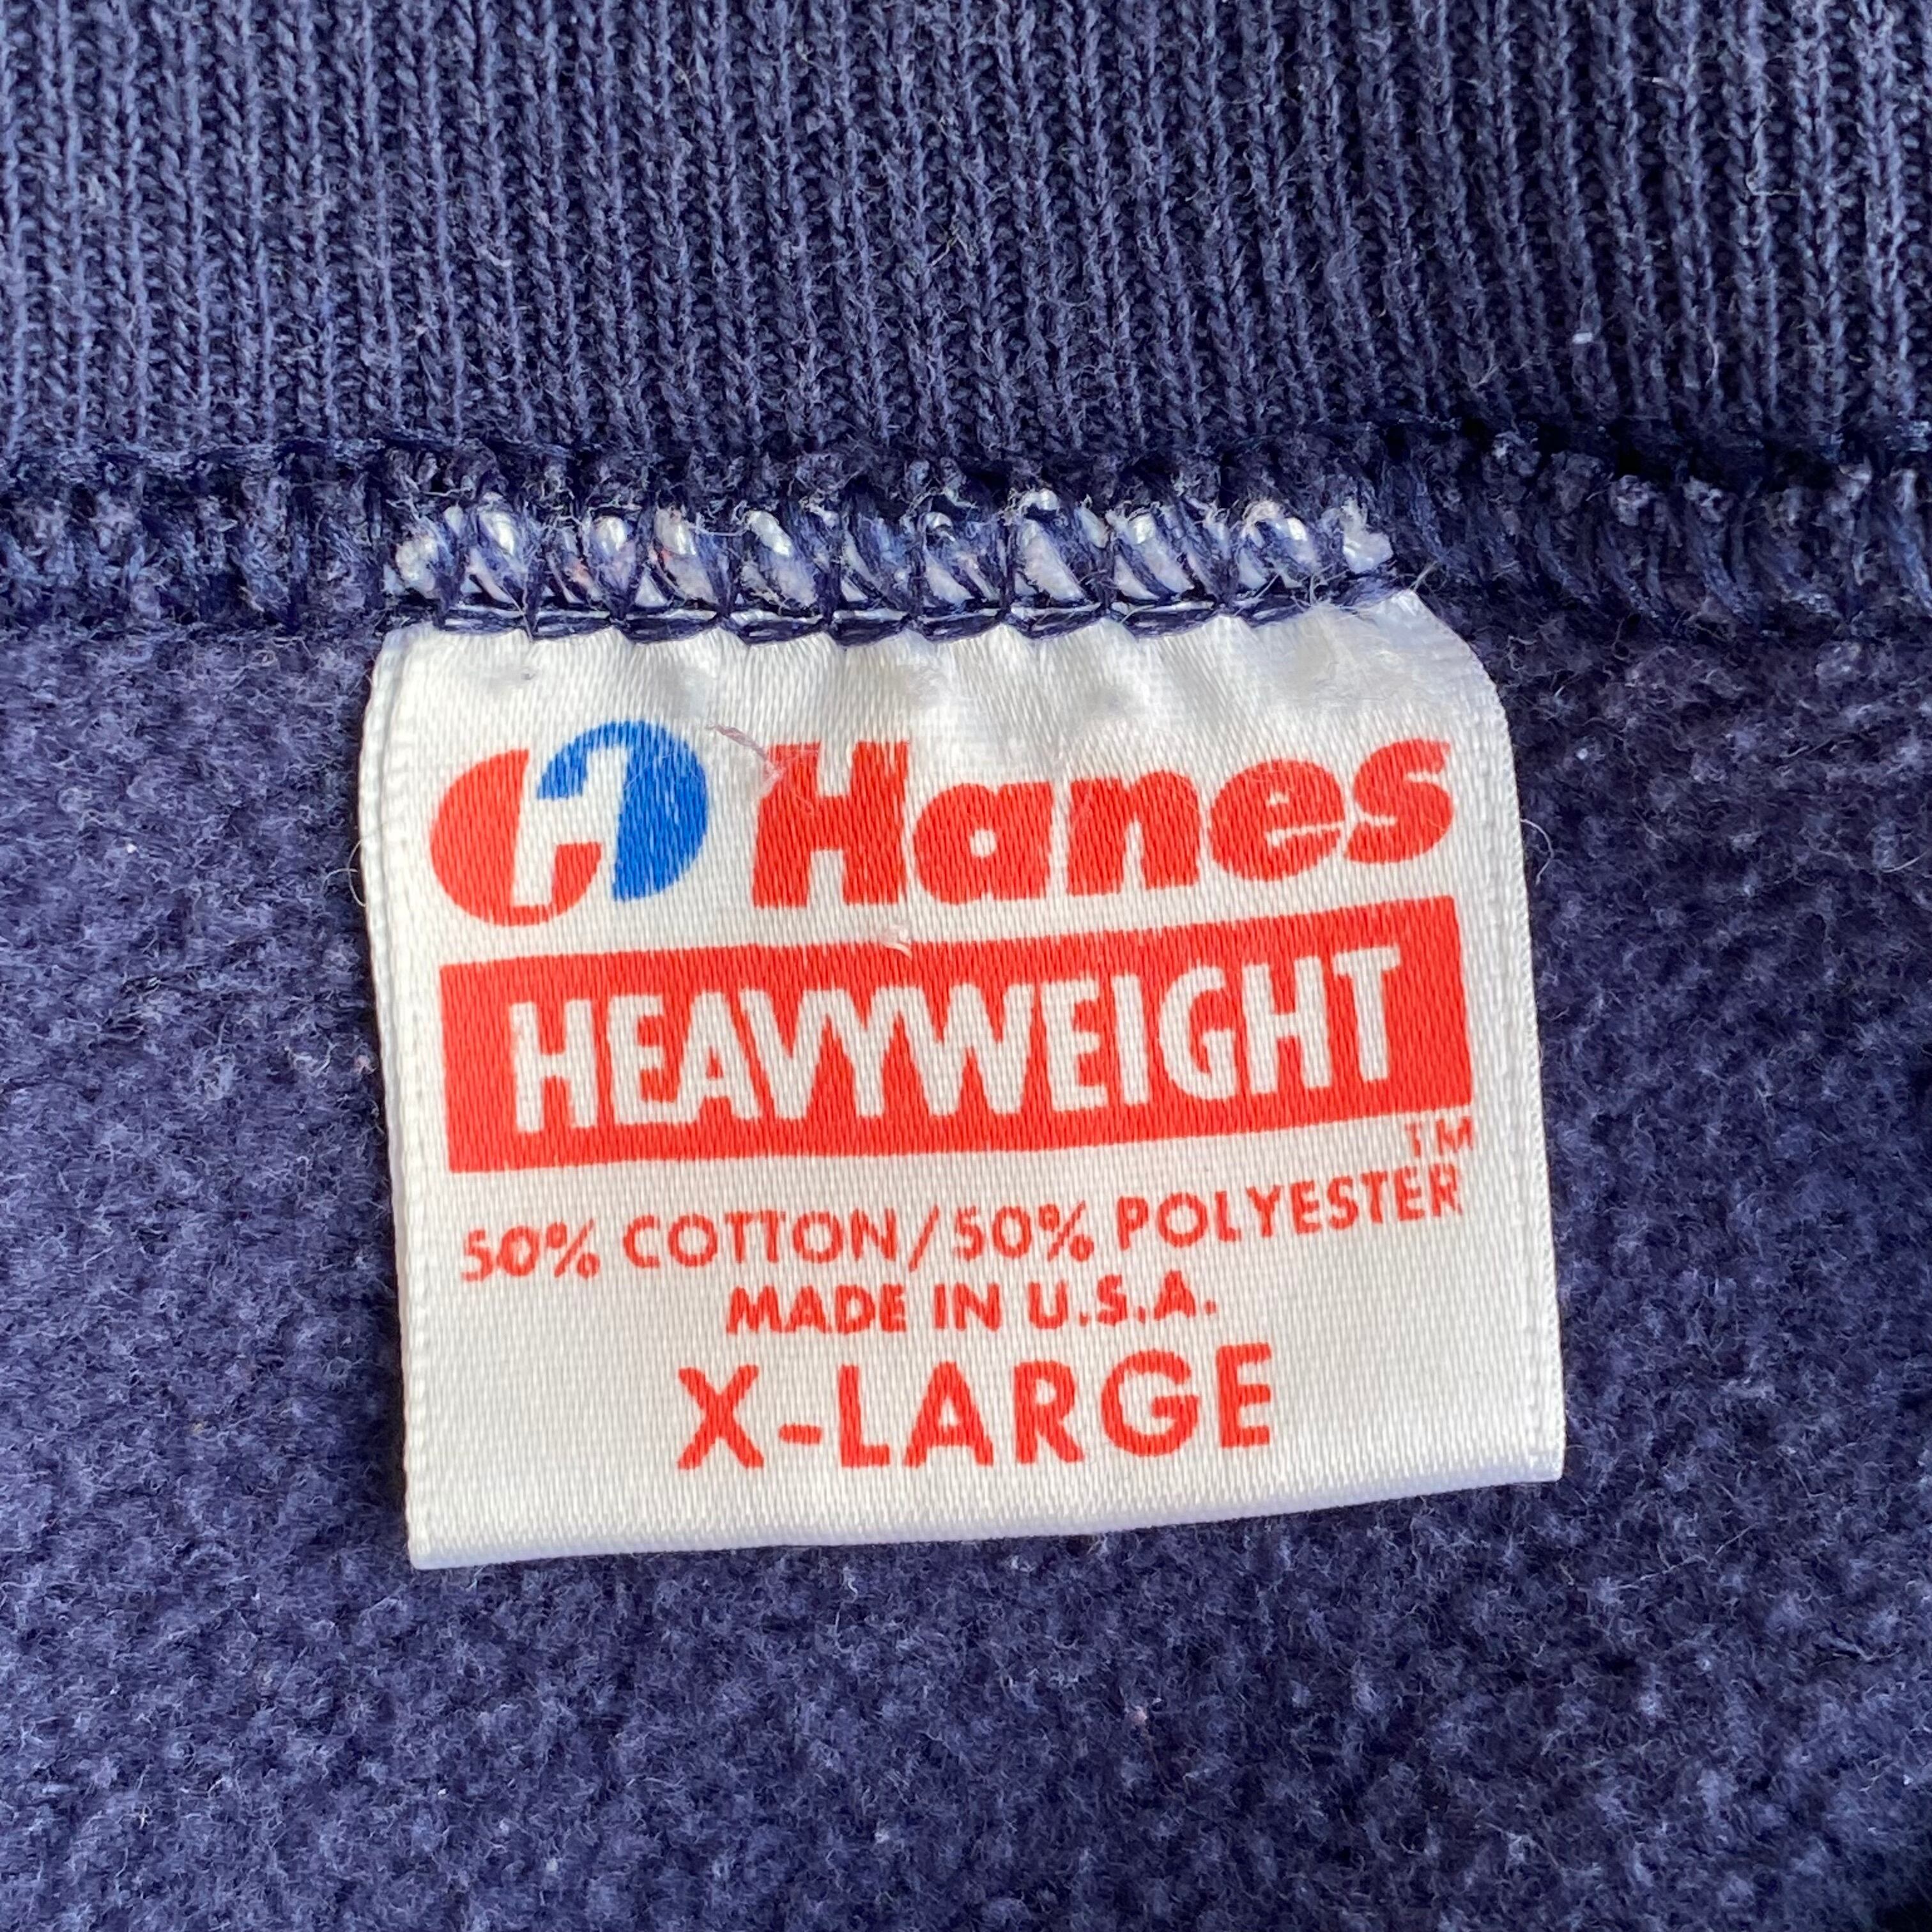 Hanes
HEAVYWEIGHT
TM
50% COTTON/50% POLYESTER
MADE IN U.S.A.
X-LARGE